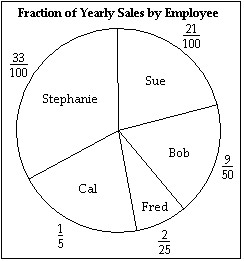 Fraction of Yearly Sales by Employee
21/100
33/100
Sue
Stephanie
Bob
9/50
Cal
Fred
1/5
2/25